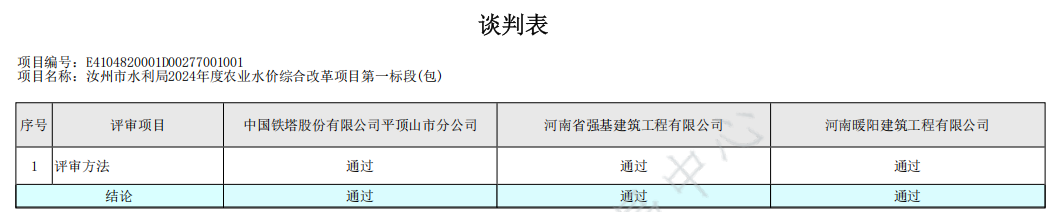 谈判表
项目编号：E4104820001D00277001001
项目名称：汝州市水利局2024年度农业水价综合改革项目第一标段(包)
序号 评审项目 中国铁塔股份有限公司平顶山市分公司 河南省强基建筑工程有限公司 河南暖阳建筑工程有限公司
1 评审方法 通过 通过 通过
结论 通过 通过 通过
中心